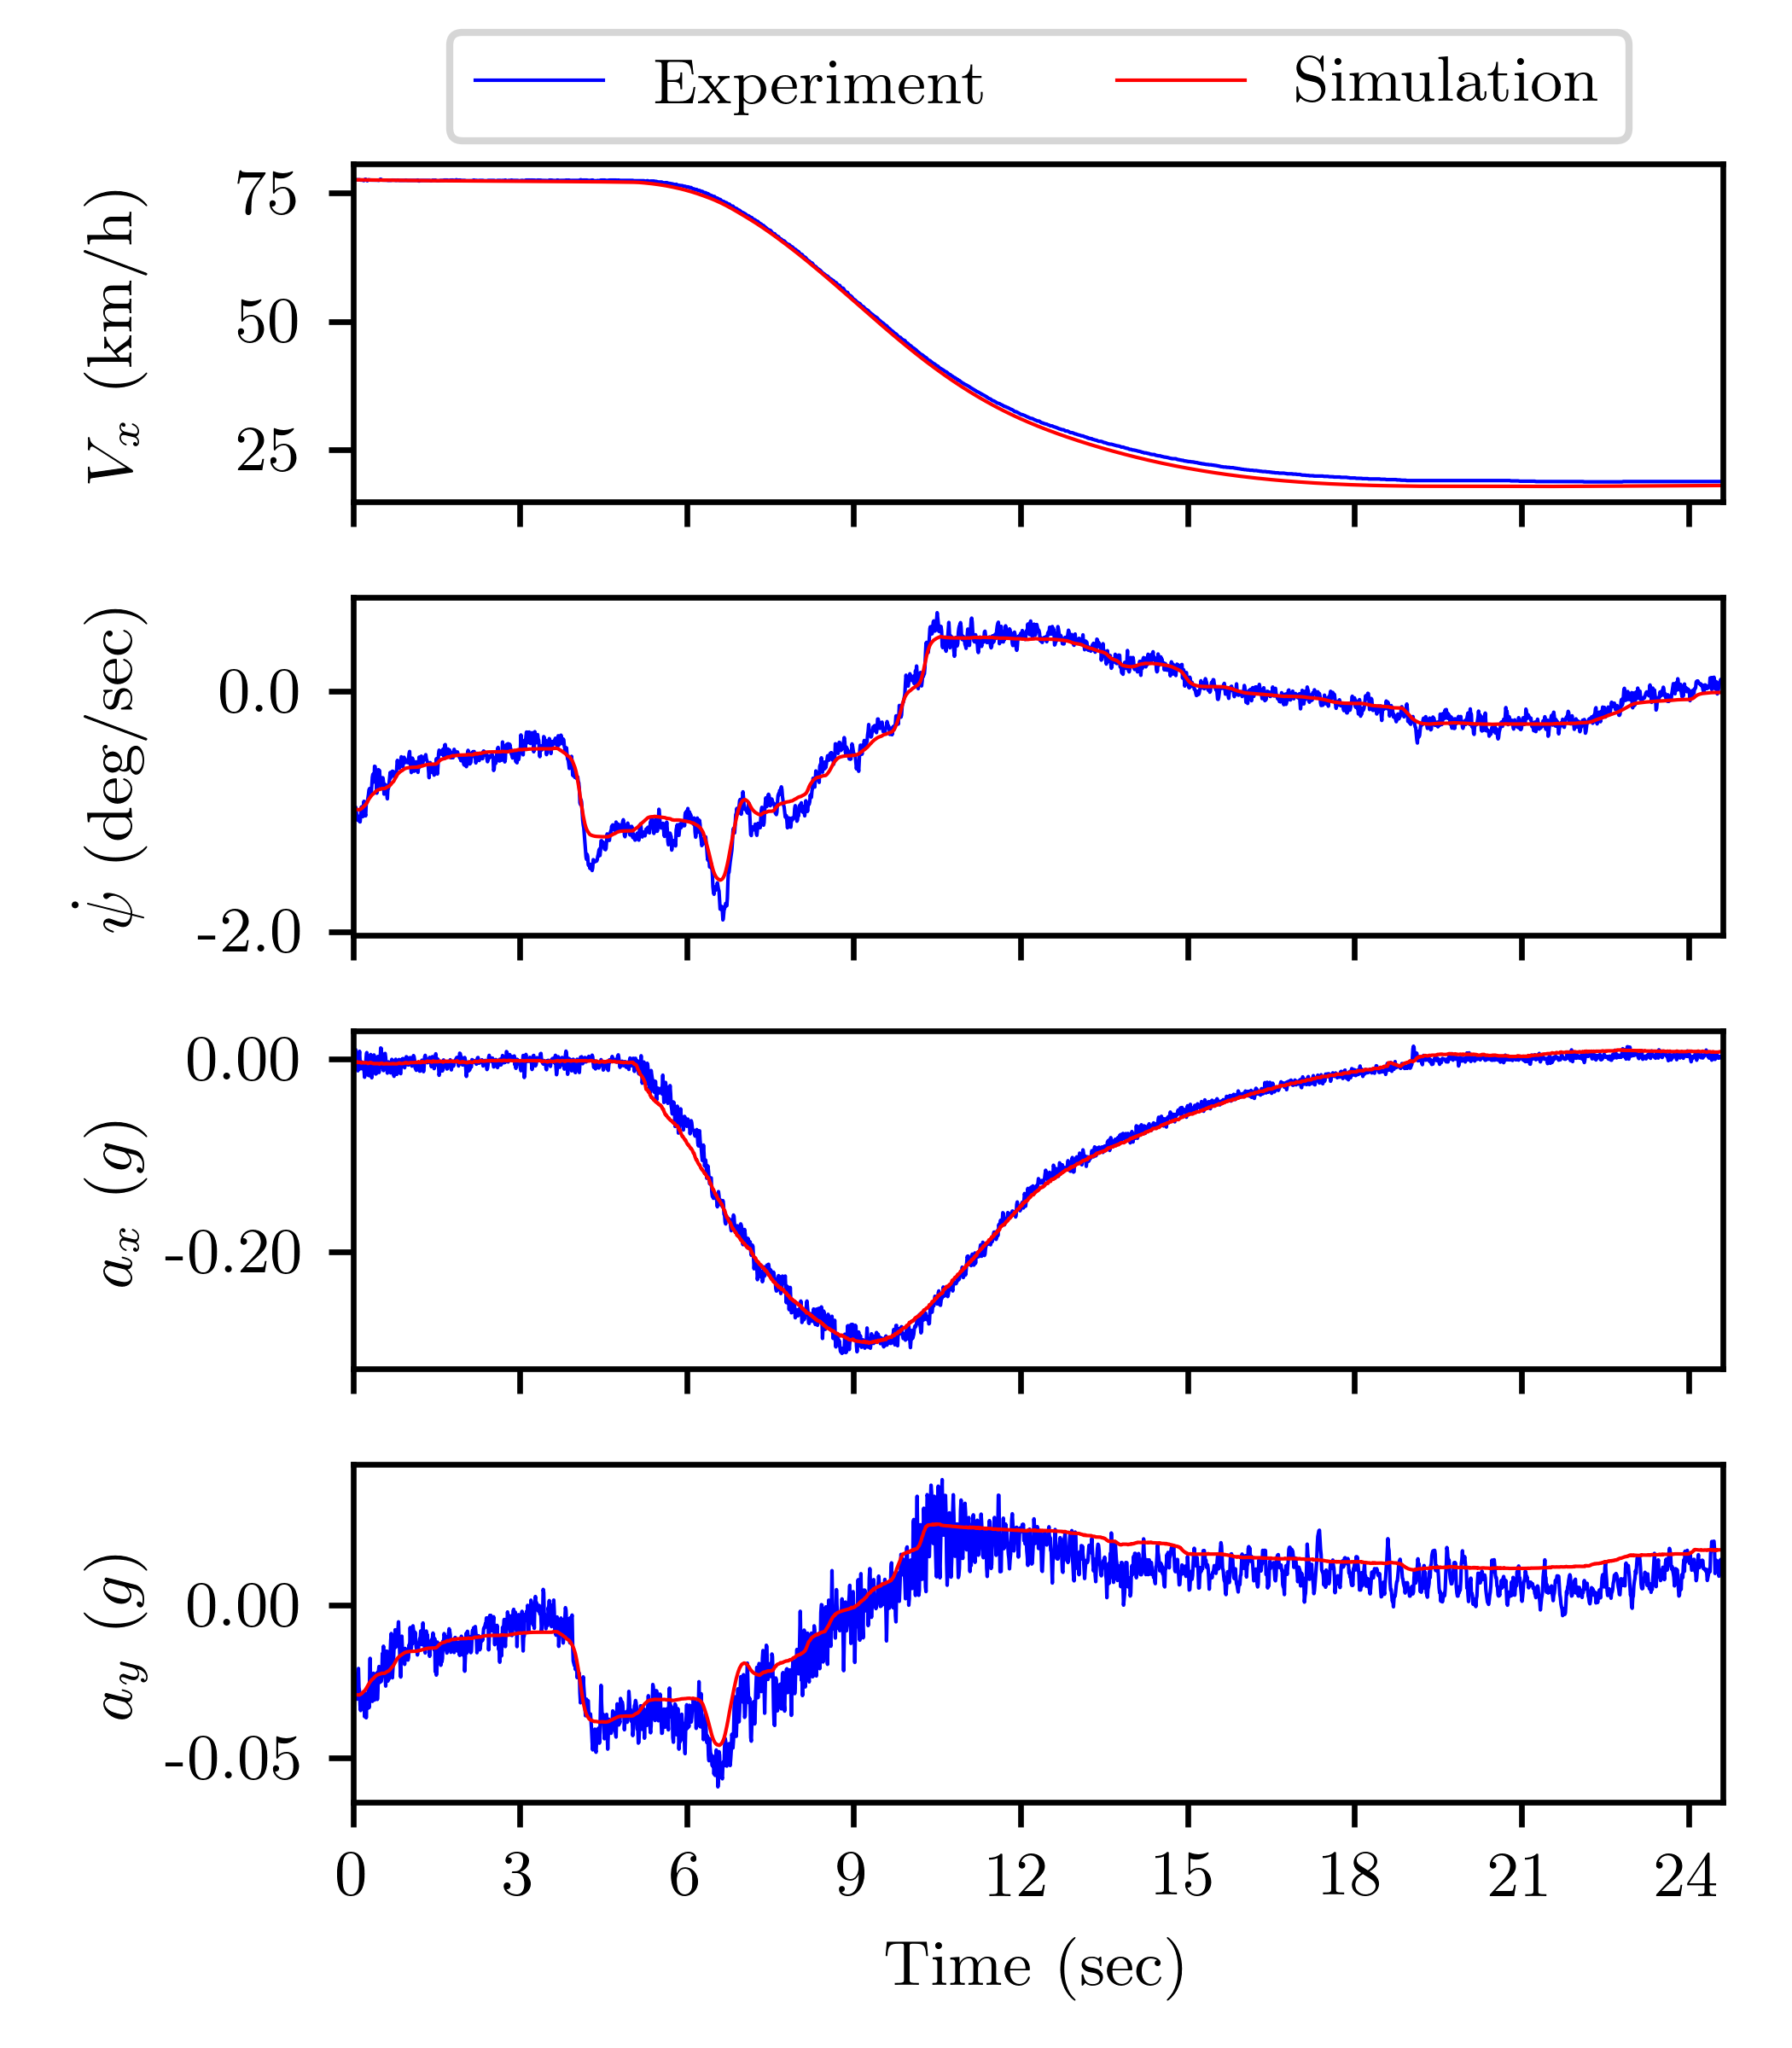 Experiment Simulation
V_x (km/h)
75
50
25
ψ̇ (deg/sec)
0.0
-2.0
a_x (g)
0.00
-0.20
a_y (g)
0.00
-0.05
0 3 6 9 12 15 18 21 24
Time (sec)